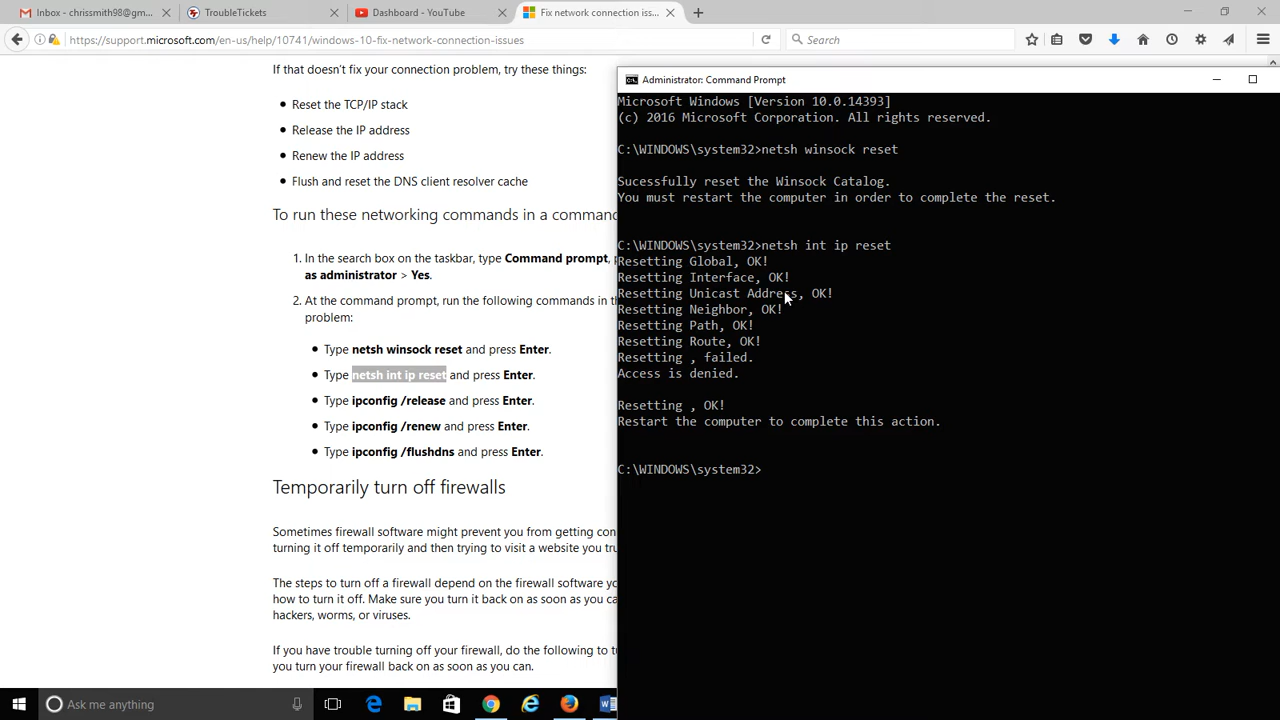 Inbox - chrissmith98@gm...
TroubleTickets
Dashboard - YouTube
Fix network connection iss...
https://support.microsoft.com/en-us/help/10741/windows-10-fix-network-connection-issues
Search
If that doesn't fix your connection problem, try these things:
Reset the TCP/IP stack
Release the IP address
Renew the IP address
Flush and reset the DNS client resolver cache
To run these networking commands in a comman
1. In the search box on the taskbar, type Command prompt,
as administrator > Yes.
2. At the command prompt, run the following commands in th
problem:
Type netsh winsock reset and press Enter.
Type netsh int ip reset and press Enter.
Type ipconfig /release and press Enter.
Type ipconfig /renew and press Enter.
Type ipconfig /flushdns and press Enter.
Temporarily turn off firewalls
Sometimes firewall software might prevent you from getting con
turning it off temporarily and then trying to visit a website you tru
The steps to turn off a firewall depend on the firewall software yo
how to turn it off. Make sure you turn it back on as soon as you ca
hackers, worms, or viruses.
If you have trouble turning off your firewall, do the following to tu
you turn your firewall back on as soon as you can.
Administrator: Command Prompt
Microsoft Windows [Version 10.0.14393]
(c) 2016 Microsoft Corporation. All rights reserved.
C:\WINDOWS\system32>netsh winsock reset
Sucessfully reset the Winsock Catalog.
You must restart the computer in order to complete the reset.
C:\WINDOWS\system32>netsh int ip reset
Resetting Global, OK!
Resetting Interface, OK!
Resetting Unicast Address, OK!
Resetting Neighbor, OK!
Resetting Path, OK!
Resetting Route, OK!
Resetting , failed.
Access is denied.
Resetting , OK!
Restart the computer to complete this action.
C:\WINDOWS\system32>
Ask me anything